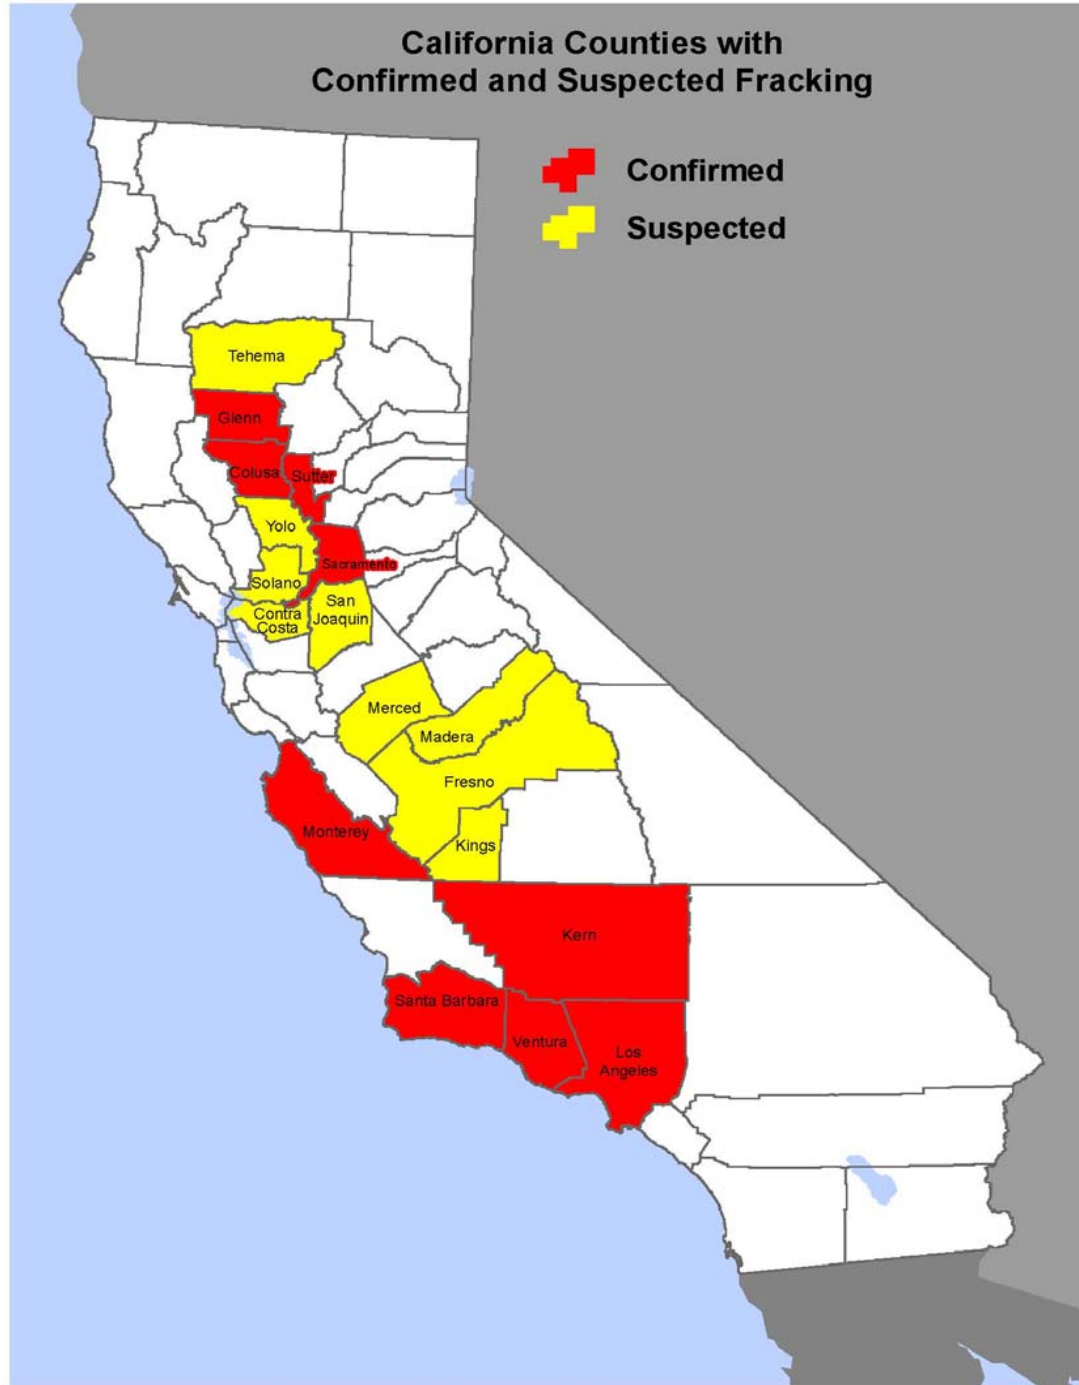 California Counties with
Confirmed and Suspected Fracking
Confirmed
Suspected
Tehema
Glenn
Colusa
Sutter
Yolo
Sacramento
Solano
San
Joaquin
Contra
Costa
Merced
Madera
Fresno
Monterey
Kings
Kern
Santa Barbara
Ventura
Los
Angeles